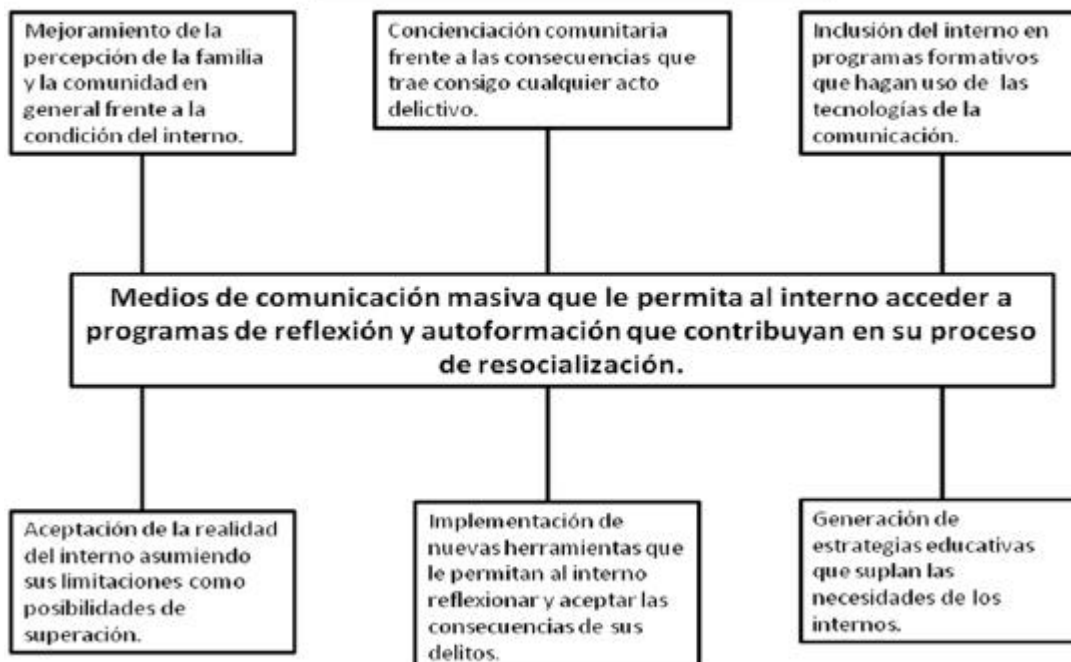 Mejoramiento de la
percepción de la familia
y la comunidad en
general frente a la
condición del interno.
Concienciación comunitaria
frente a las consecuencias que
trae consigo cualquier acto
delictivo.
Inclusión del interno en
programas formativos
que hagan uso de las
tecnologías de la
comunicación.
Medios de comunicación masiva que le permita al interno acceder a
programas de reflexión y autoformación que contribuyan en su proceso
de resocialización.
Aceptación de la realidad
del interno asumiendo
sus limitaciones como
posibilidades de
superación.
Implementación de
nuevas herramientas que
le permitan al interno
reflexionar y aceptar las
consecuencias de sus
delitos.
Generación de
estrategias educativas
que suplan las
necesidades de los
internos.